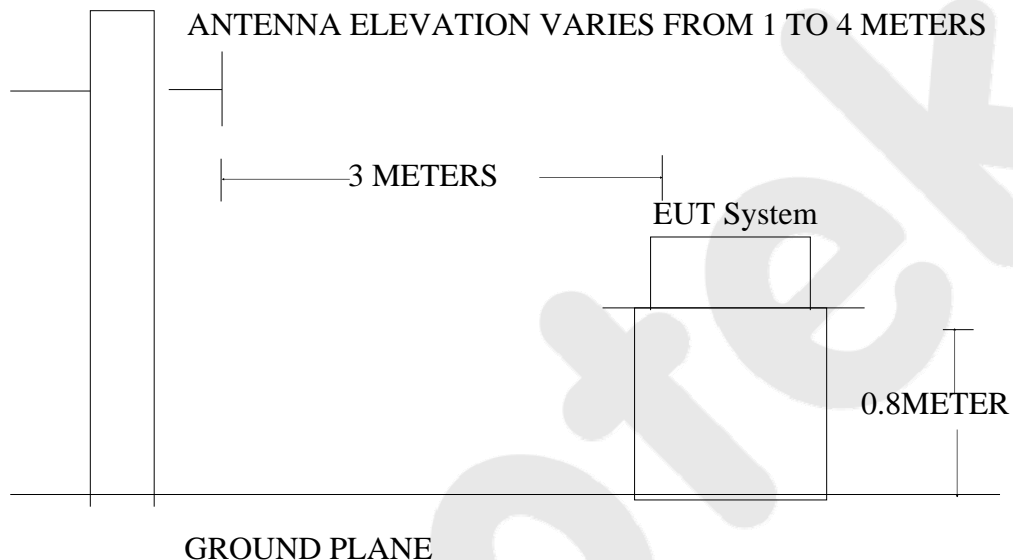 ANTENNA ELEVATION VARIES FROM 1 TO 4 METERS
3 METERS
EUT System
0.8METER
GROUND PLANE